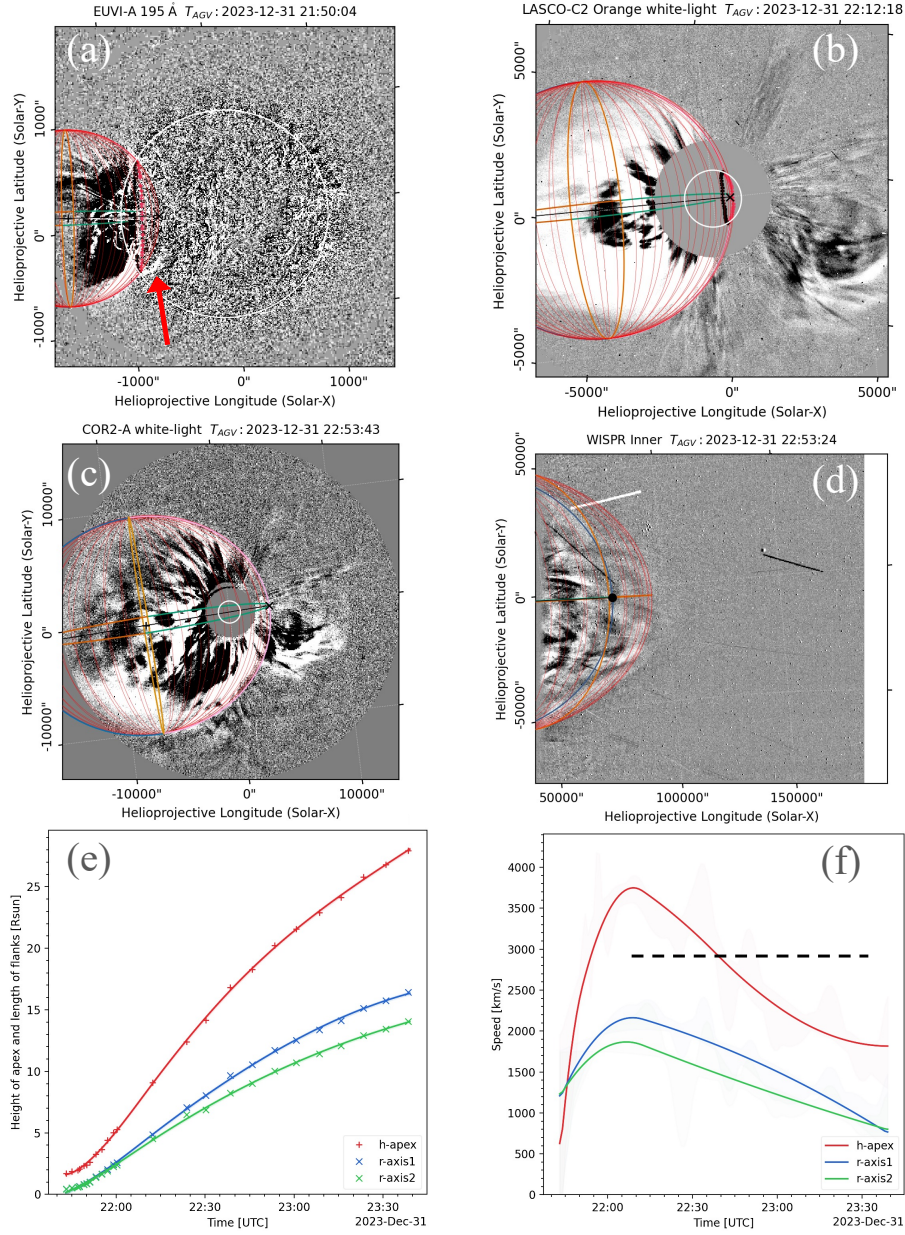 EUVI-A 195 Å  T_AGV : 2023-12-31 21:50:04
(a)
Helioprojective Latitude (Solar-Y)
1000"
0"
-1000"
-1000"
0"
1000"
Helioprojective Longitude (Solar-X)
LASCO-C2 Orange white-light  T_AGV : 2023-12-31 22:12:18
(b)
Helioprojective Latitude (Solar-Y)
5000"
0"
-5000"
-5000"
0"
5000"
Helioprojective Longitude (Solar-X)
COR2-A white-light  T_AGV : 2023-12-31 22:53:43
(c)
Helioprojective Latitude (Solar-Y)
10000"
0"
-10000"
-10000"
0"
10000"
Helioprojective Longitude (Solar-X)
WISPR Inner  T_AGV : 2023-12-31 22:53:24
(d)
Helioprojective Latitude (Solar-Y)
50000"
0"
-50000"
50000"
100000"
150000"
Helioprojective Longitude (Solar-X)
(e)
Height of apex and length of flanks [Rsun]
25
20
15
10
5
0
h-apex
r-axis1
r-axis2
22:00
22:30
23:00
23:30
Time [UTC]
2023-Dec-31
(f)
Speed [km/s]
4000
3500
3000
2500
2000
1500
1000
500
0
h-apex
r-axis1
r-axis2
22:00
22:30
23:00
23:30
Time [UTC]
2023-Dec-31